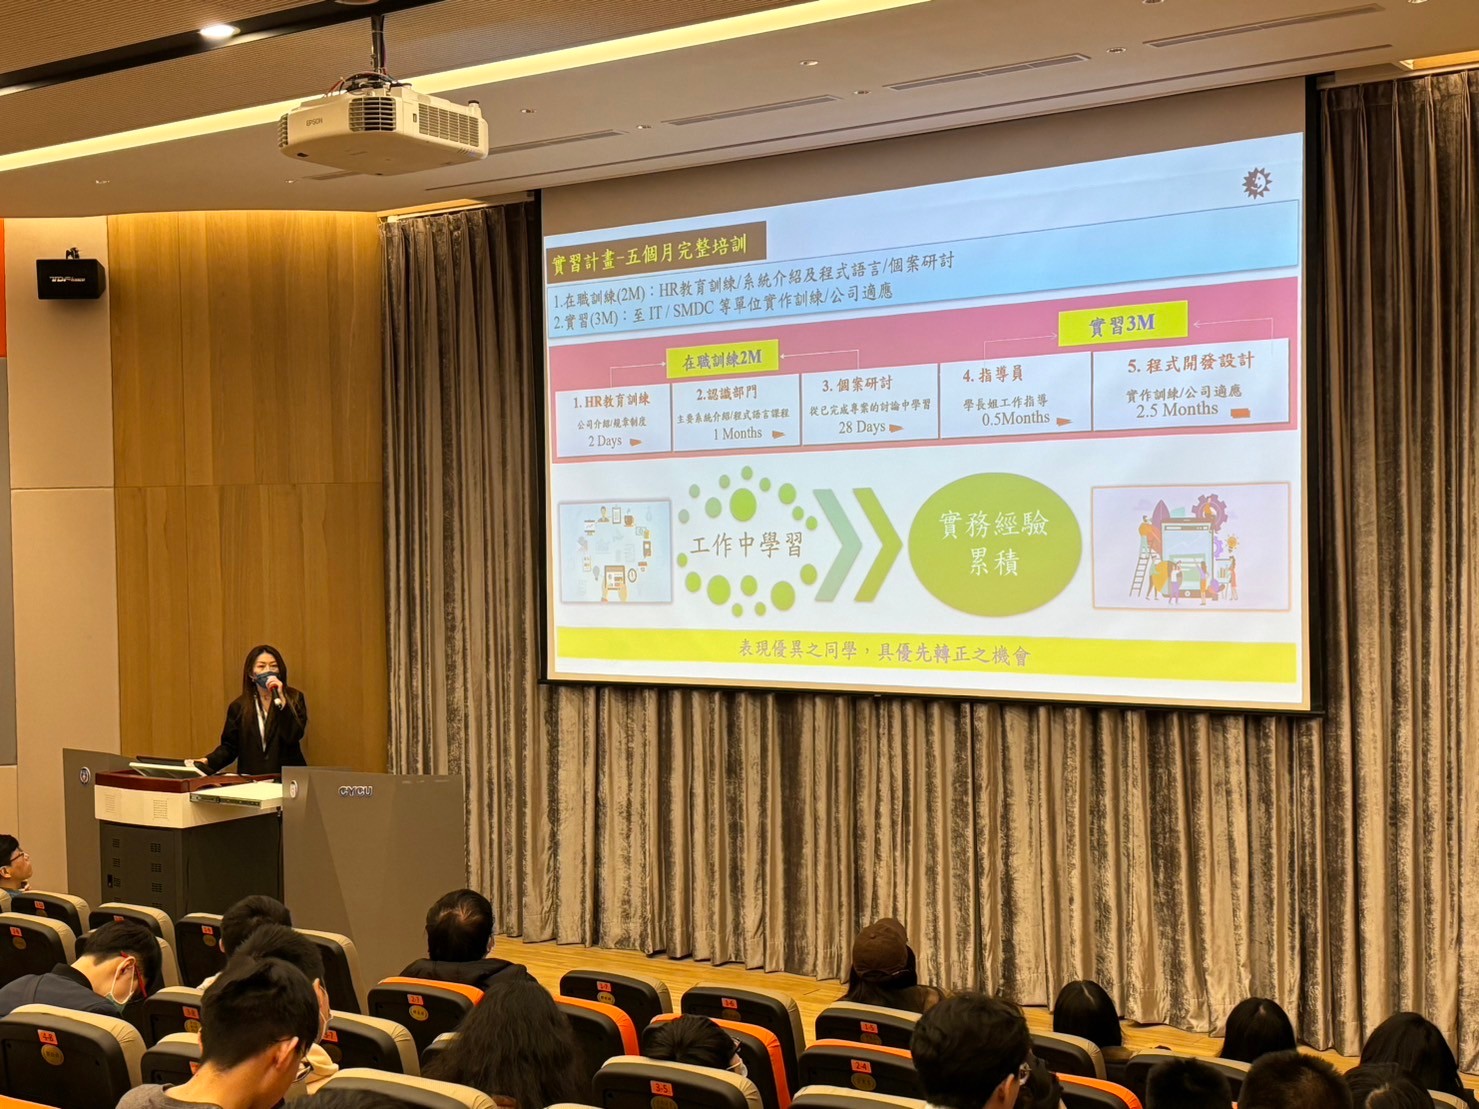 EPSON
實習計畫-五個月完整培訓
1.在職訓練(2M)：HR教育訓練/系統介紹及程式語言/個案研討
2.實習(3M)：至 IT / SMDC 等單位實作訓練/公司適應
在職訓練2M
實習3M
1. HR教育訓練
公司介紹/規章制度
2 Days
2.認識部門
主要系統介紹/程式語言課程
1 Months
3. 個案研討
從已完成專案的討論中學習
28 Days
4. 指導員
學長姐工作指導
0.5Months
5. 程式開發設計
實作訓練/公司適應
2.5 Months
工作中學習
實務經驗
累積
表現優異之同學，具優先轉正之機會
CYCU